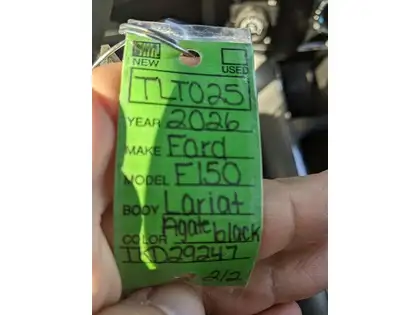 NEW USED
TLT025
YEAR 2026
MAKE Ford
MODEL F150
BODY Lariat
COLOR Agate black
1KD29247
2/2